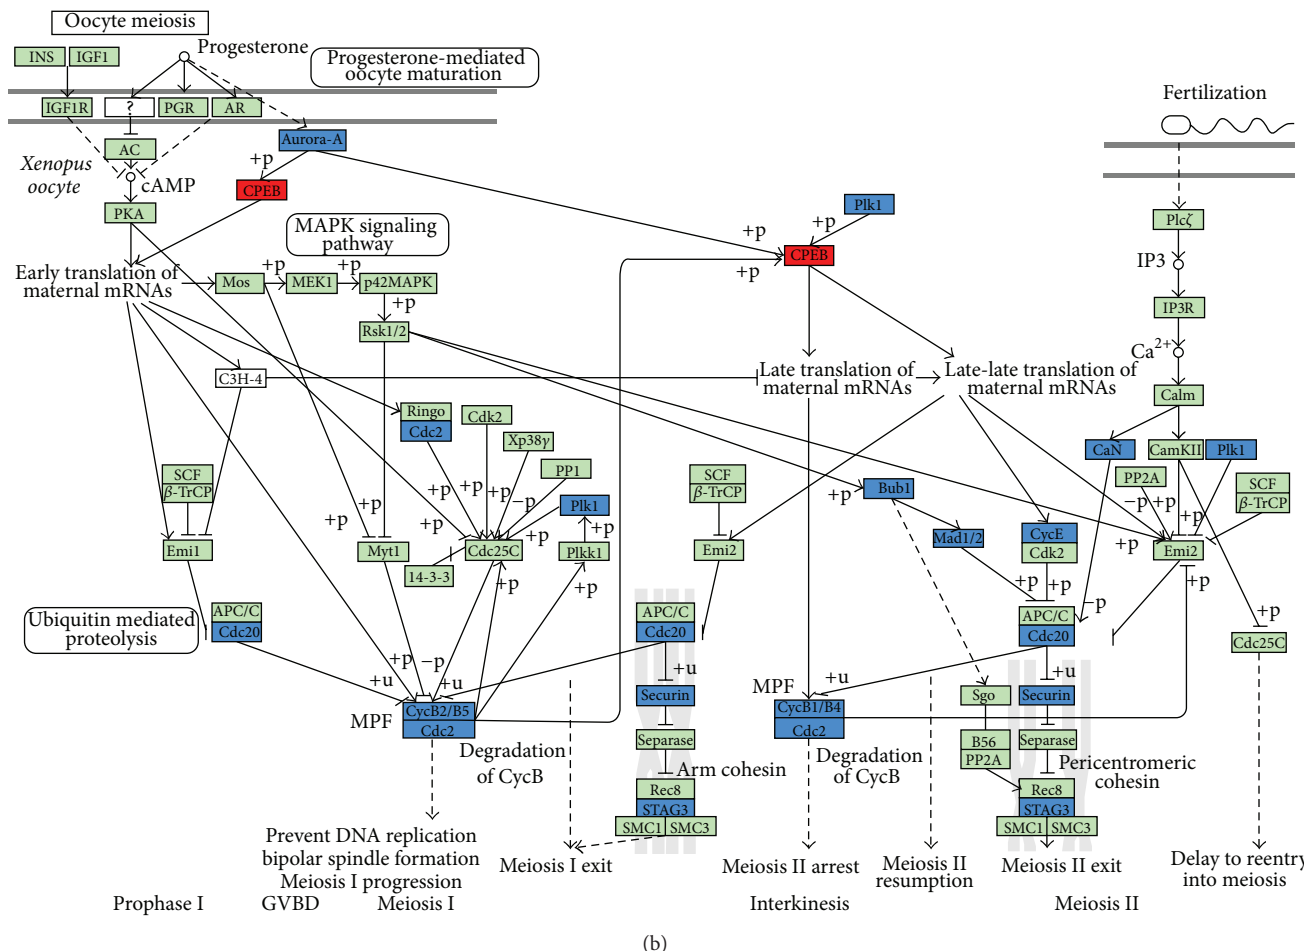 Oocyte meiosis
INS IGF1
Progesterone
Progesterone-mediated
oocyte maturation
IGF1R ? PGR AR
Fertilization
Aurora-A
AC
Xenopus
oocyte
cAMP
+p
CPEB
PKA
Plk1
Plcζ
MAPK signaling
pathway
+p
+p
CPEB
+p
IP3
Early translation of
maternal mRNAs
Mos
+p
MEK1
+p
p42MAPK
+p
IP3R
Rsk1/2
Ca2+
C3H-4
Late translation of
maternal mRNAs
Late-late translation of
maternal mRNAs
Calm
Ringo
Cdc2
Cdk2
Xp38γ
PP1
CaN
CamKII
Plk1
SCF
β-TrCP
SCF
β-TrCP
PP2A
SCF
β-TrCP
+p
+p
+p
–p
Plk1
+p
Bub1
–p
+p
+p
+p
+p
+p
+p
+p
Emi1
Myt1
Cdc25C
Plkk1
Emi2
Mad1/2
CycE
Cdk2
+p
Emi2
14-3-3
+p
+p
+p
+p
–p
+p
Ubiquitin mediated
proteolysis
APC/C
Cdc20
APC/C
Cdc20
APC/C
Cdc20
Cdc25C
+u
+p
–p
+u
+u
+u
+u
MPF
CycB2/B5
Cdc2
Securin
MPF
CycB1/B4
Cdc2
Sgo
Securin
Degradation
of CycB
Separase
Degradation
of CycB
B56
PP2A
Separase
Arm cohesin
Pericentromeric
cohesin
Rec8
STAG3
SMC1 SMC3
Rec8
STAG3
SMC1 SMC3
Prevent DNA replication
bipolar spindle formation
Meiosis I progression
Meiosis I exit
Meiosis II arrest
Meiosis II
resumption
Meiosis II exit
Delay to reentry
into meiosis
Prophase I GVBD Meiosis I Interkinesis Meiosis II
(b)